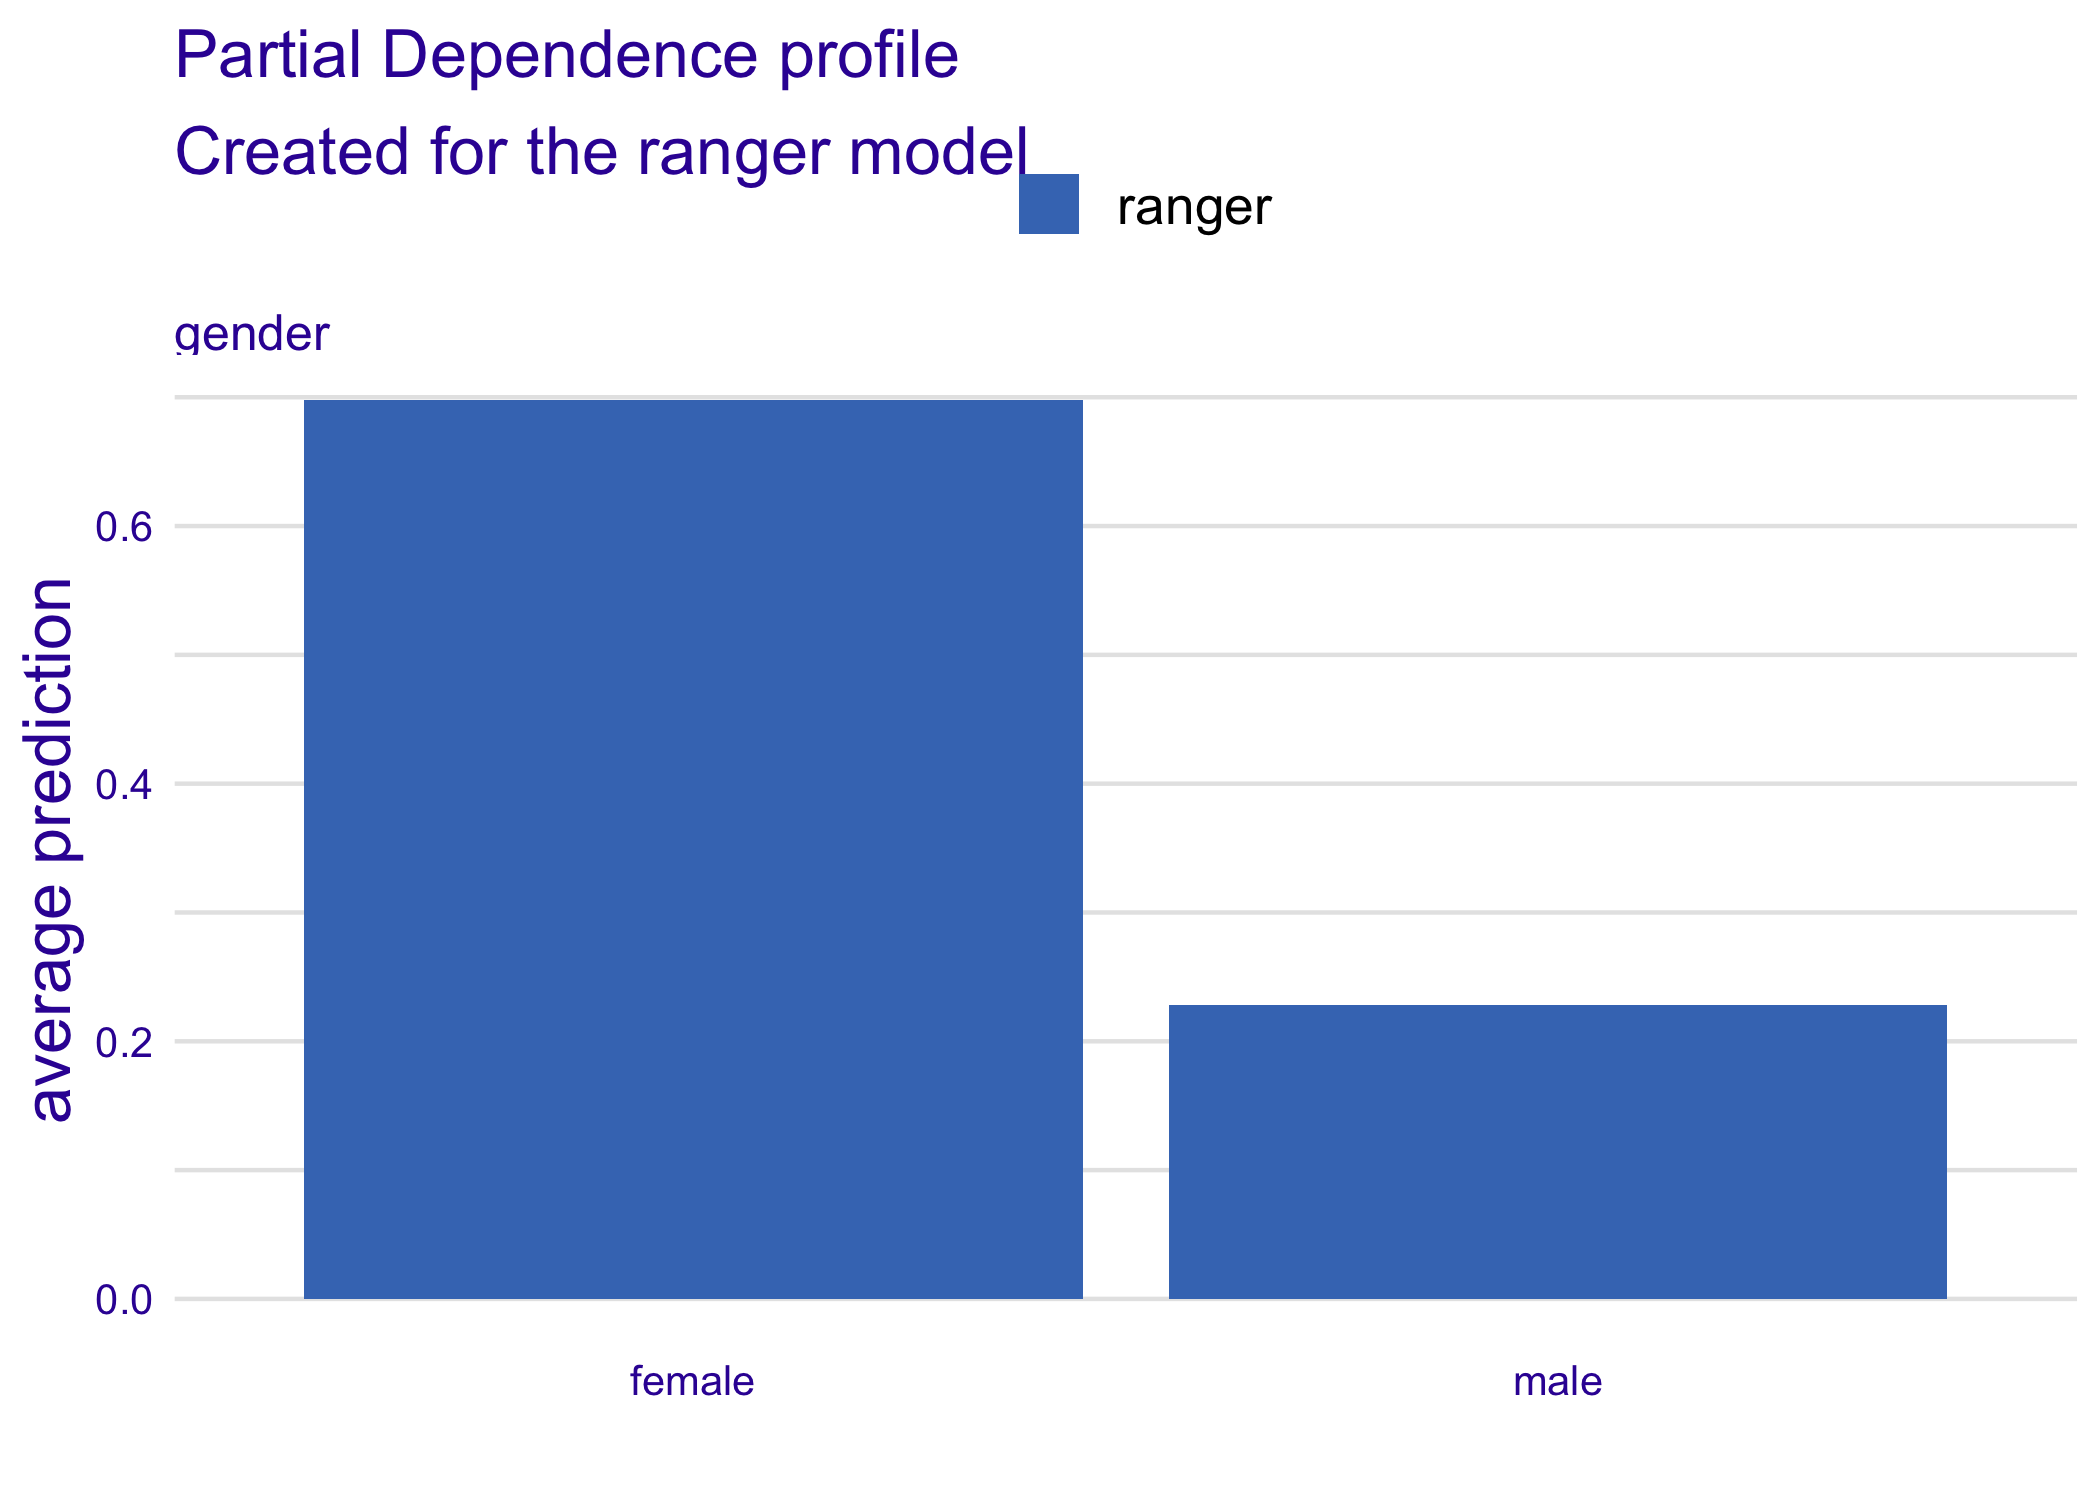 Partial Dependence profile
Created for the ranger model
ranger
gender
average prediction
0.6
0.4
0.2
0.0
female
male